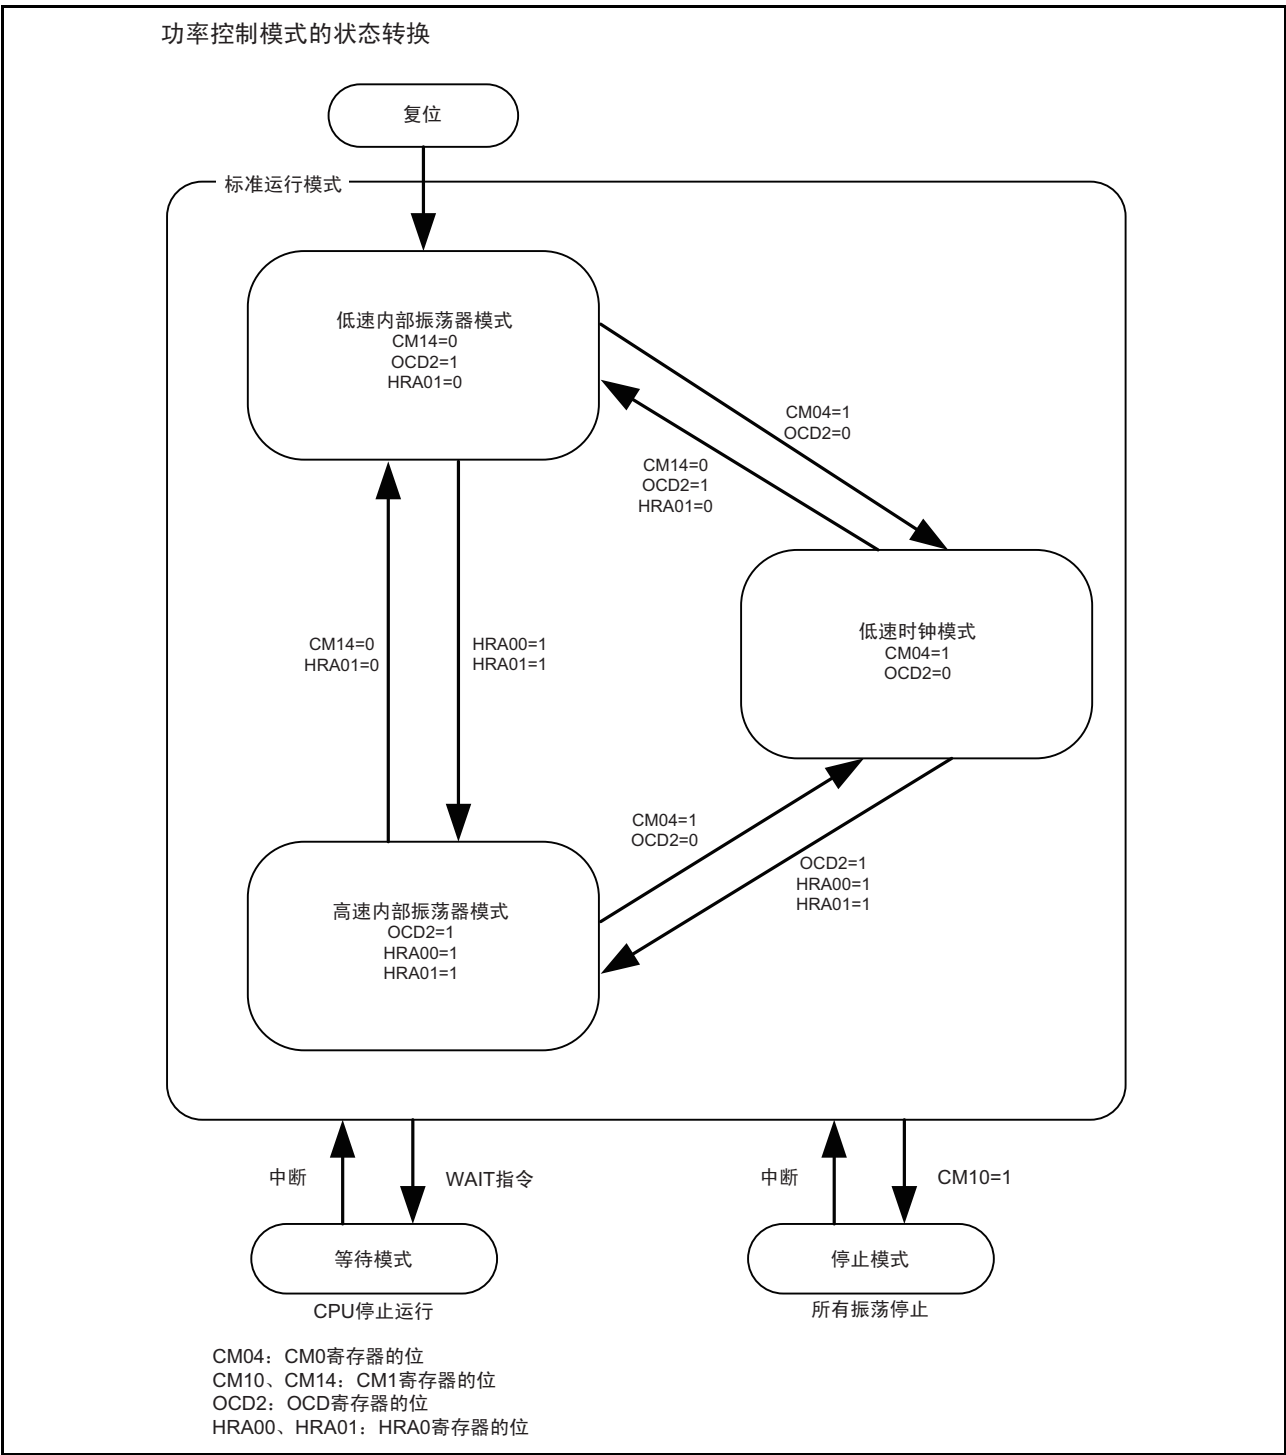 功率控制模式的状态转换
复位
标准运行模式
低速内部振荡器模式
CM14=0
OCD2=1
HRA01=0
CM04=1
OCD2=0
CM14=0
OCD2=1
HRA01=0
低速时钟模式
CM04=1
OCD2=0
CM14=0
HRA01=0
HRA00=1
HRA01=1
CM04=1
OCD2=0
OCD2=1
HRA00=1
HRA01=1
高速内部振荡器模式
OCD2=1
HRA00=1
HRA01=1
中断
WAIT指令
中断
CM10=1
等待模式
停止模式
CPU停止运行
所有振荡停止
CM04：CM0寄存器的位
CM10、CM14：CM1寄存器的位
OCD2：OCD寄存器的位
HRA00、HRA01：HRA0寄存器的位